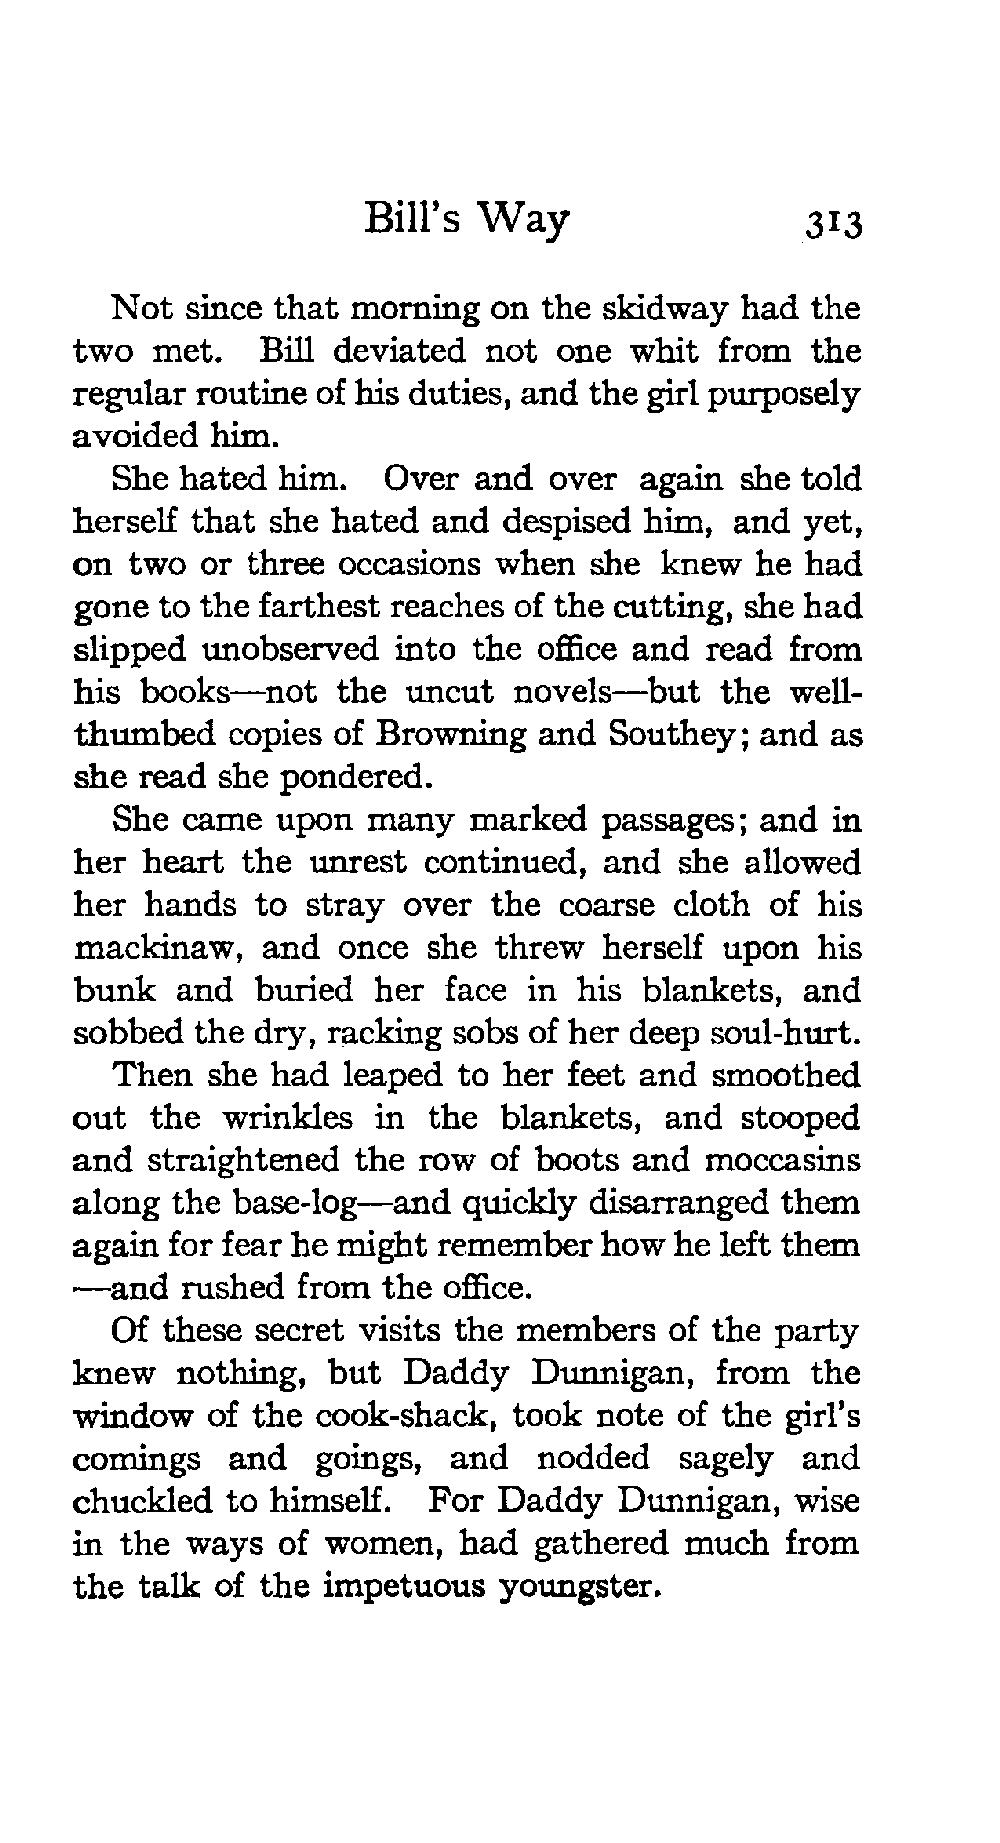 Bill's Way 313
Not since that morning on the skidway had the
two met. Bill deviated not one whit from the
regular routine of his duties, and the girl purposely
avoided him.
She hated him. Over and over again she told
herself that she hated and despised him, and yet,
on two or three occasions when she knew he had
gone to the farthest reaches of the cutting, she had
slipped unobserved into the office and read from
his books—not the uncut novels—but the well-
thumbed copies of Browning and Southey; and as
she read she pondered.
She came upon many marked passages; and in
her heart the unrest continued, and she allowed
her hands to stray over the coarse cloth of his
mackinaw, and once she threw herself upon his
bunk and buried her face in his blankets, and
sobbed the dry, racking sobs of her deep soul-hurt.
Then she had leaped to her feet and smoothed
out the wrinkles in the blankets, and stooped
and straightened the row of boots and moccasins
along the base-log—and quickly disarranged them
again for fear he might remember how he left them
—and rushed from the office.
Of these secret visits the members of the party
knew nothing, but Daddy Dunnigan, from the
window of the cook-shack, took note of the girl's
comings and goings, and nodded sagely and
chuckled to himself. For Daddy Dunnigan, wise
in the ways of women, had gathered much from
the talk of the impetuous youngster.